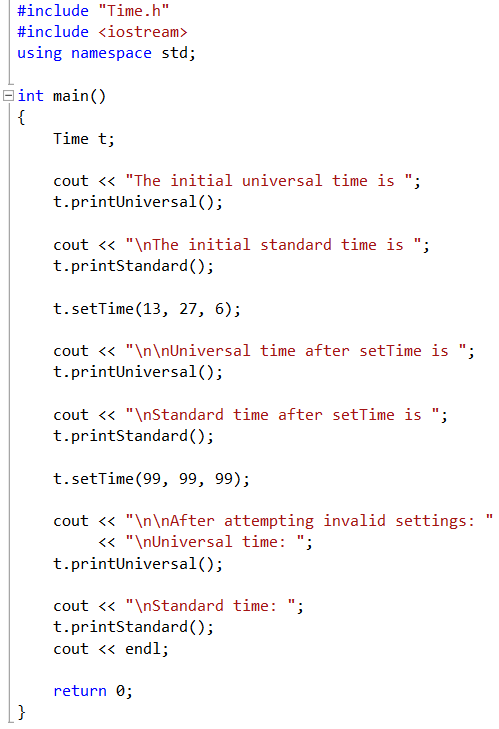 #include "Time.h"
#include <iostream>
using namespace std;
int main()
{
Time t;
cout << "The initial universal time is ";
t.printUniversal();
cout << "\nThe initial standard time is ";
t.printStandard();
t.setTime(13, 27, 6);
cout << "\n\nUniversal time after setTime is ";
t.printUniversal();
cout << "\nStandard time after setTime is ";
t.printStandard();
t.setTime(99, 99, 99);
cout << "\n\nAfter attempting invalid settings: "
<< "\nUniversal time: ";
t.printUniversal();
cout << "\nStandard time: ";
t.printStandard();
cout << endl;
return 0;
}